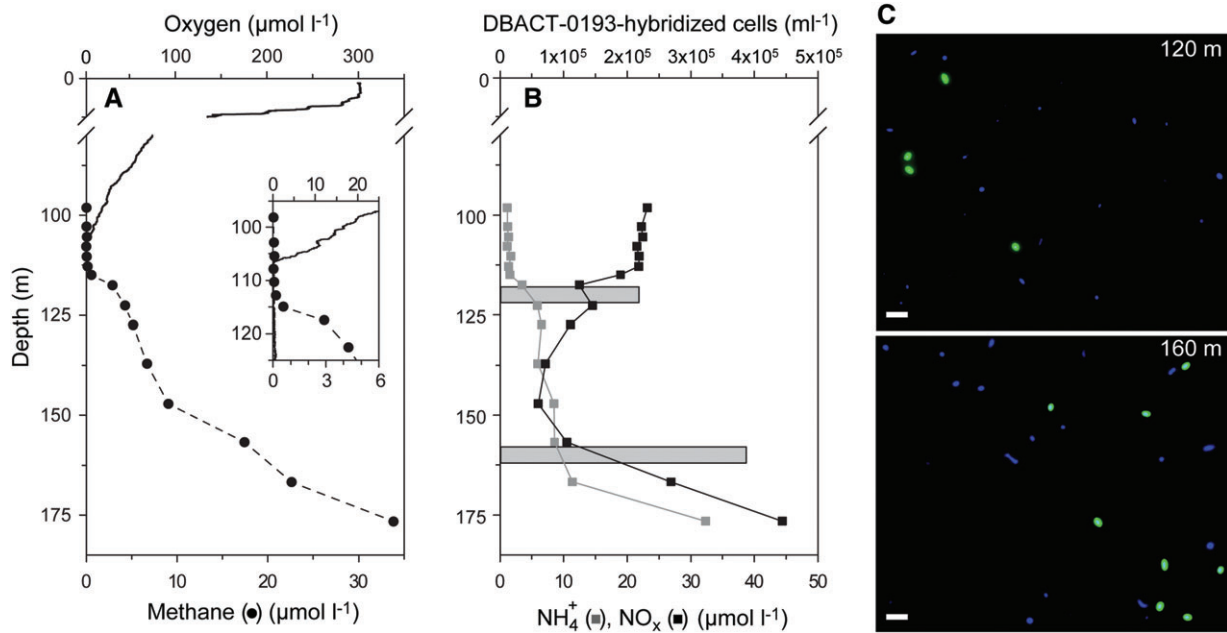 Oxygen (µmol l-1)
0 100 200 300
A
0
100
125
150
175
Depth (m)
0 10 20
100
110
120
0 3 6
0 10 20 30
Methane (●) (µmol l-1)
DBACT-0193-hybridized cells (ml-1)
1x10⁵ 2x10⁵ 3x10⁵ 4x10⁵ 5x10⁵
B
0
100
125
150
175
0 10 20 30 40 50
NH₄⁺ (■), NOₓ (■) (µmol l-1)
C
120 m
160 m